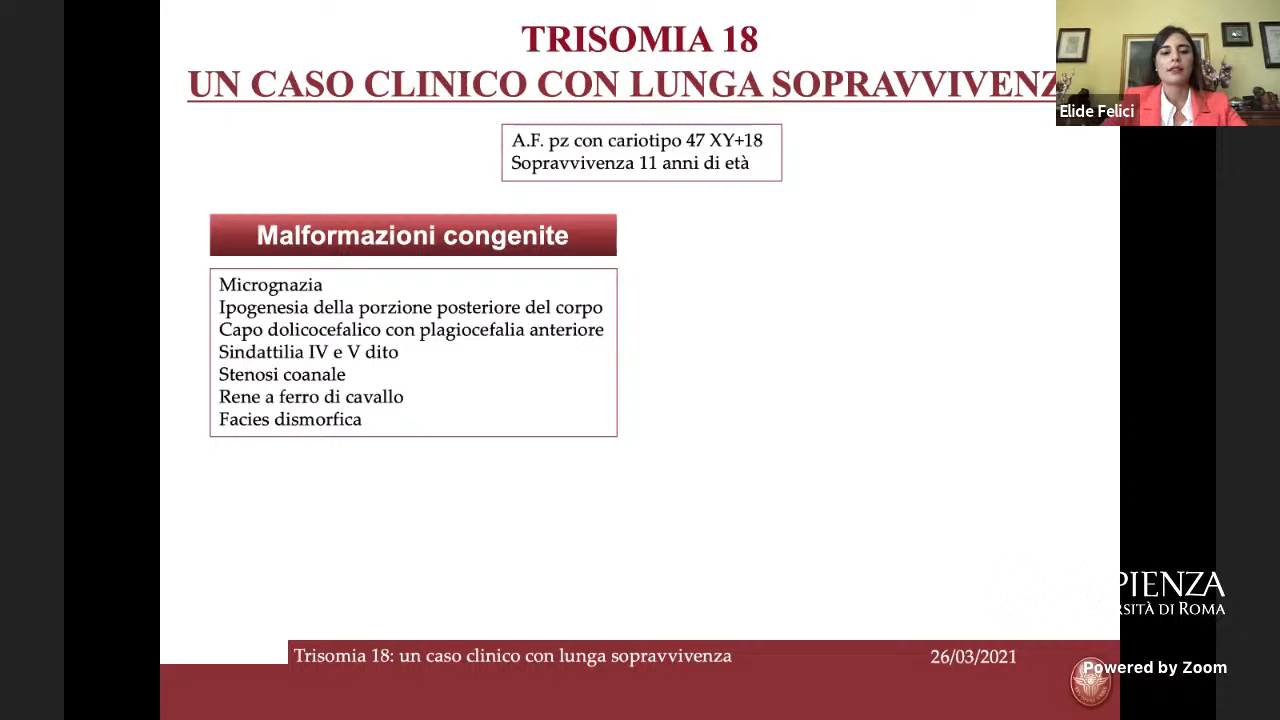 TRISOMIA 18
UN CASO CLINICO CON LUNGA SOPRAVVIVENZ
Elide Felici
A.F. pz con cariotipo 47 XY+18
Sopravvivenza 11 anni di età
Malformazioni congenite
Micrognazia
Ipogenesia della porzione posteriore del corpo
Capo dolicocefalico con plagiocefalia anteriore
Sindattilia IV e V dito
Stenosi coanale
Rene a ferro di cavallo
Facies dismorfica
PIENZA
RSITÀ DI ROMA
Trisomia 18: un caso clinico con lunga sopravvivenza
26/03/2021
Powered by Zoom